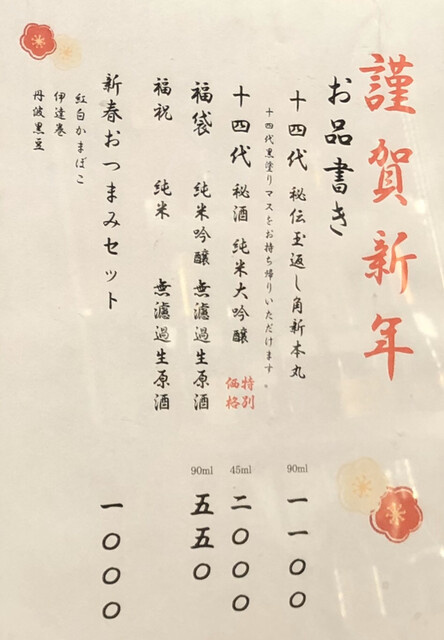 謹賀新年
お品書き
十四代 秘伝玉返し角新本丸 90ml 一一〇〇
十四代黒塗りマスをお持ち帰りいただけます。
十四代 秘酒 純米大吟醸 特別価格 45ml 二〇〇〇
福袋 純米吟醸 無濾過生原酒 90ml 五五〇
福祝 純米 無濾過生原酒
新春おつまみセット 一〇〇〇
紅白かまぼこ
伊達巻
丹波黒豆